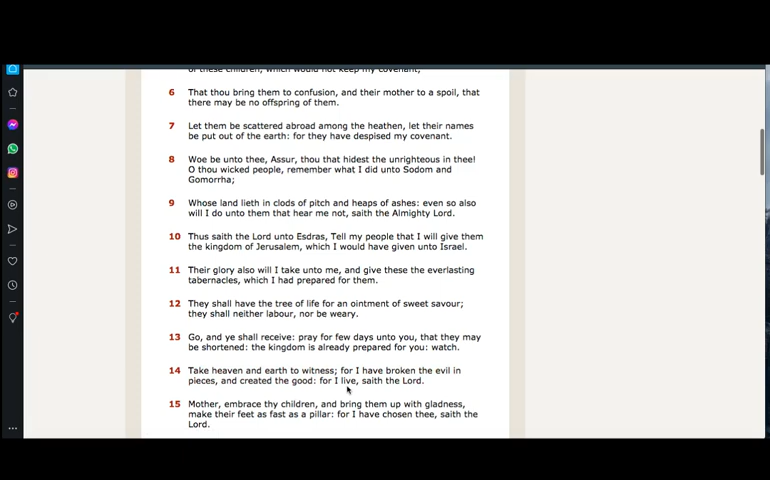 of these children, which would not keep my covenant,
6 That thou bring them to confusion, and their mother to a spoil, that
there may be no offspring of them.
7 Let them be scattered abroad among the heathen, let their names
be put out of the earth: for they have despised my covenant.
8 Woe be unto thee, Assur, thou that hidest the unrighteous in thee!
O thou wicked people, remember what I did unto Sodom and
Gomorrha;
9 Whose land lieth in clods of pitch and heaps of ashes: even so also
will I do unto them that hear me not, saith the Almighty Lord.
10 Thus saith the Lord unto Esdras, Tell my people that I will give them
the kingdom of Jerusalem, which I would have given unto Israel.
11 Their glory also will I take unto me, and give these the everlasting
tabernacles, which I had prepared for them.
12 They shall have the tree of life for an ointment of sweet savour;
they shall neither labour, nor be weary.
13 Go, and ye shall receive: pray for few days unto you, that they may
be shortened: the kingdom is already prepared for you: watch.
14 Take heaven and earth to witness; for I have broken the evil in
pieces, and created the good: for I live, saith the Lord.
15 Mother, embrace thy children, and bring them up with gladness,
make their feet as fast as a pillar: for I have chosen thee, saith the
Lord.